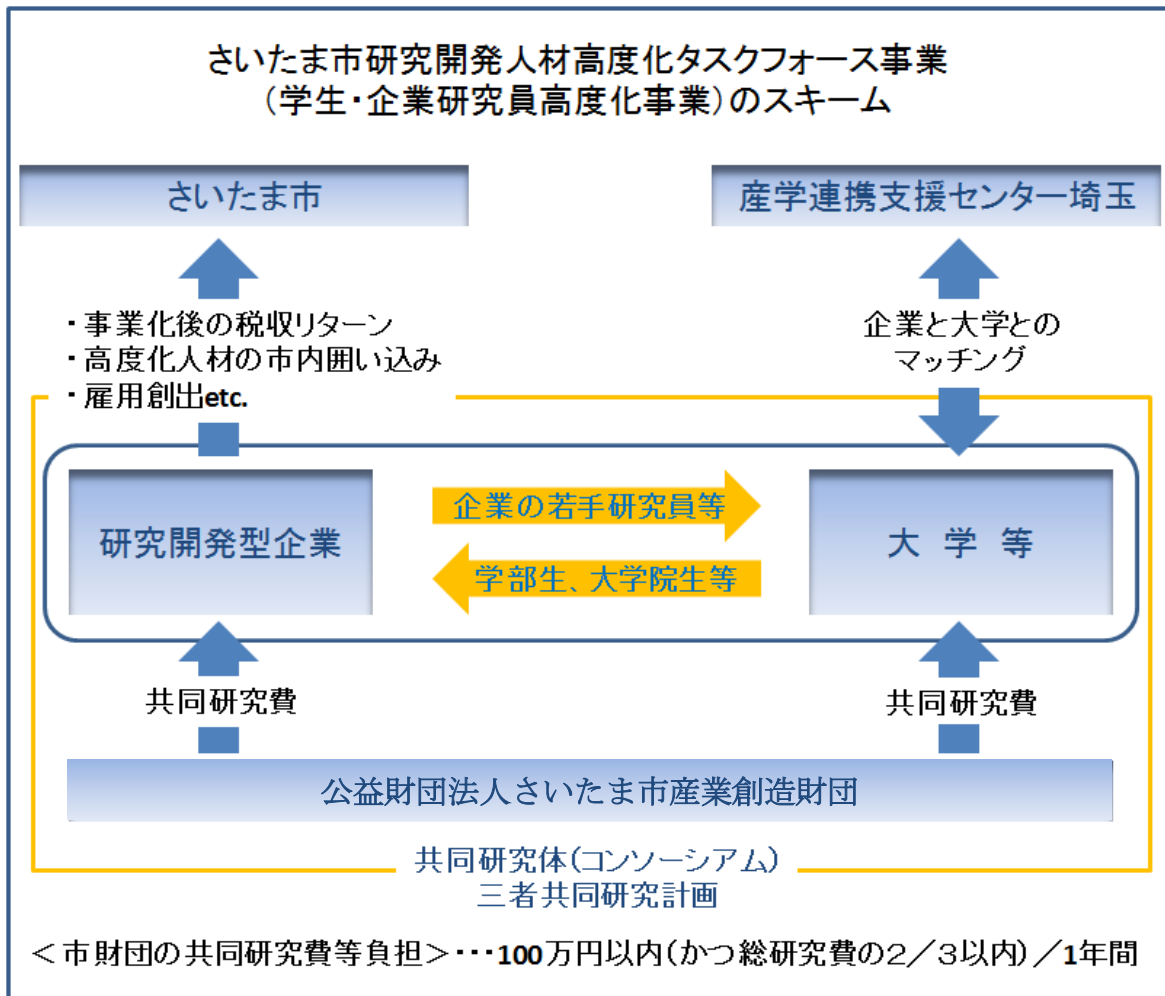 さいたま市研究開発人材高度化タスクフォース事業
（学生・企業研究員高度化事業）のスキーム
さいたま市
産学連携支援センター埼玉
・事業化後の税収リターン
・高度化人材の市内囲い込み
・雇用創出etc.
企業と大学との
マッチング
研究開発型企業
企業の若手研究員等
学部生、大学院生等
大 学 等
共同研究費
共同研究費
公益財団法人さいたま市産業創造財団
共同研究体（コンソーシアム）
三者共同研究計画
＜市財団の共同研究費等負担＞・・・100万円以内（かつ総研究費の２／３以内）／1年間